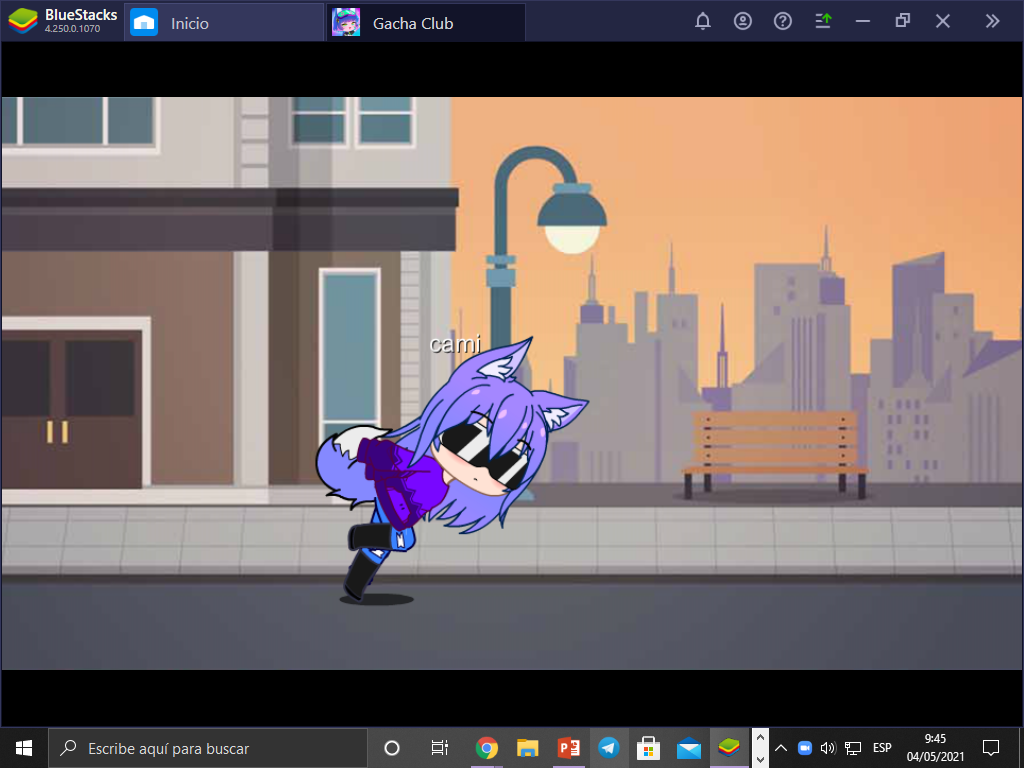 BlueStacks
4.250.0.1070
Inicio
Gacha Club
cami
Escribe aquí para buscar
ESP
9:45
04/05/2021